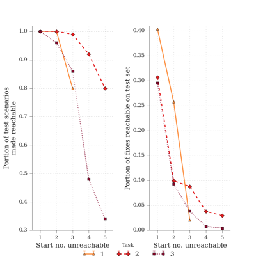 1.0
0.9
0.8
0.7
0.6
0.5
0.4
0.3
Portion of test scenarios
made reachable
1 2 3 4 5
Start no. unreachable
0.40
0.35
0.30
0.25
0.20
0.15
0.10
0.05
0.00
Portion of fixes reachable on test set
1 2 3 4 5
Start no. unreachable
Task
1 2 3